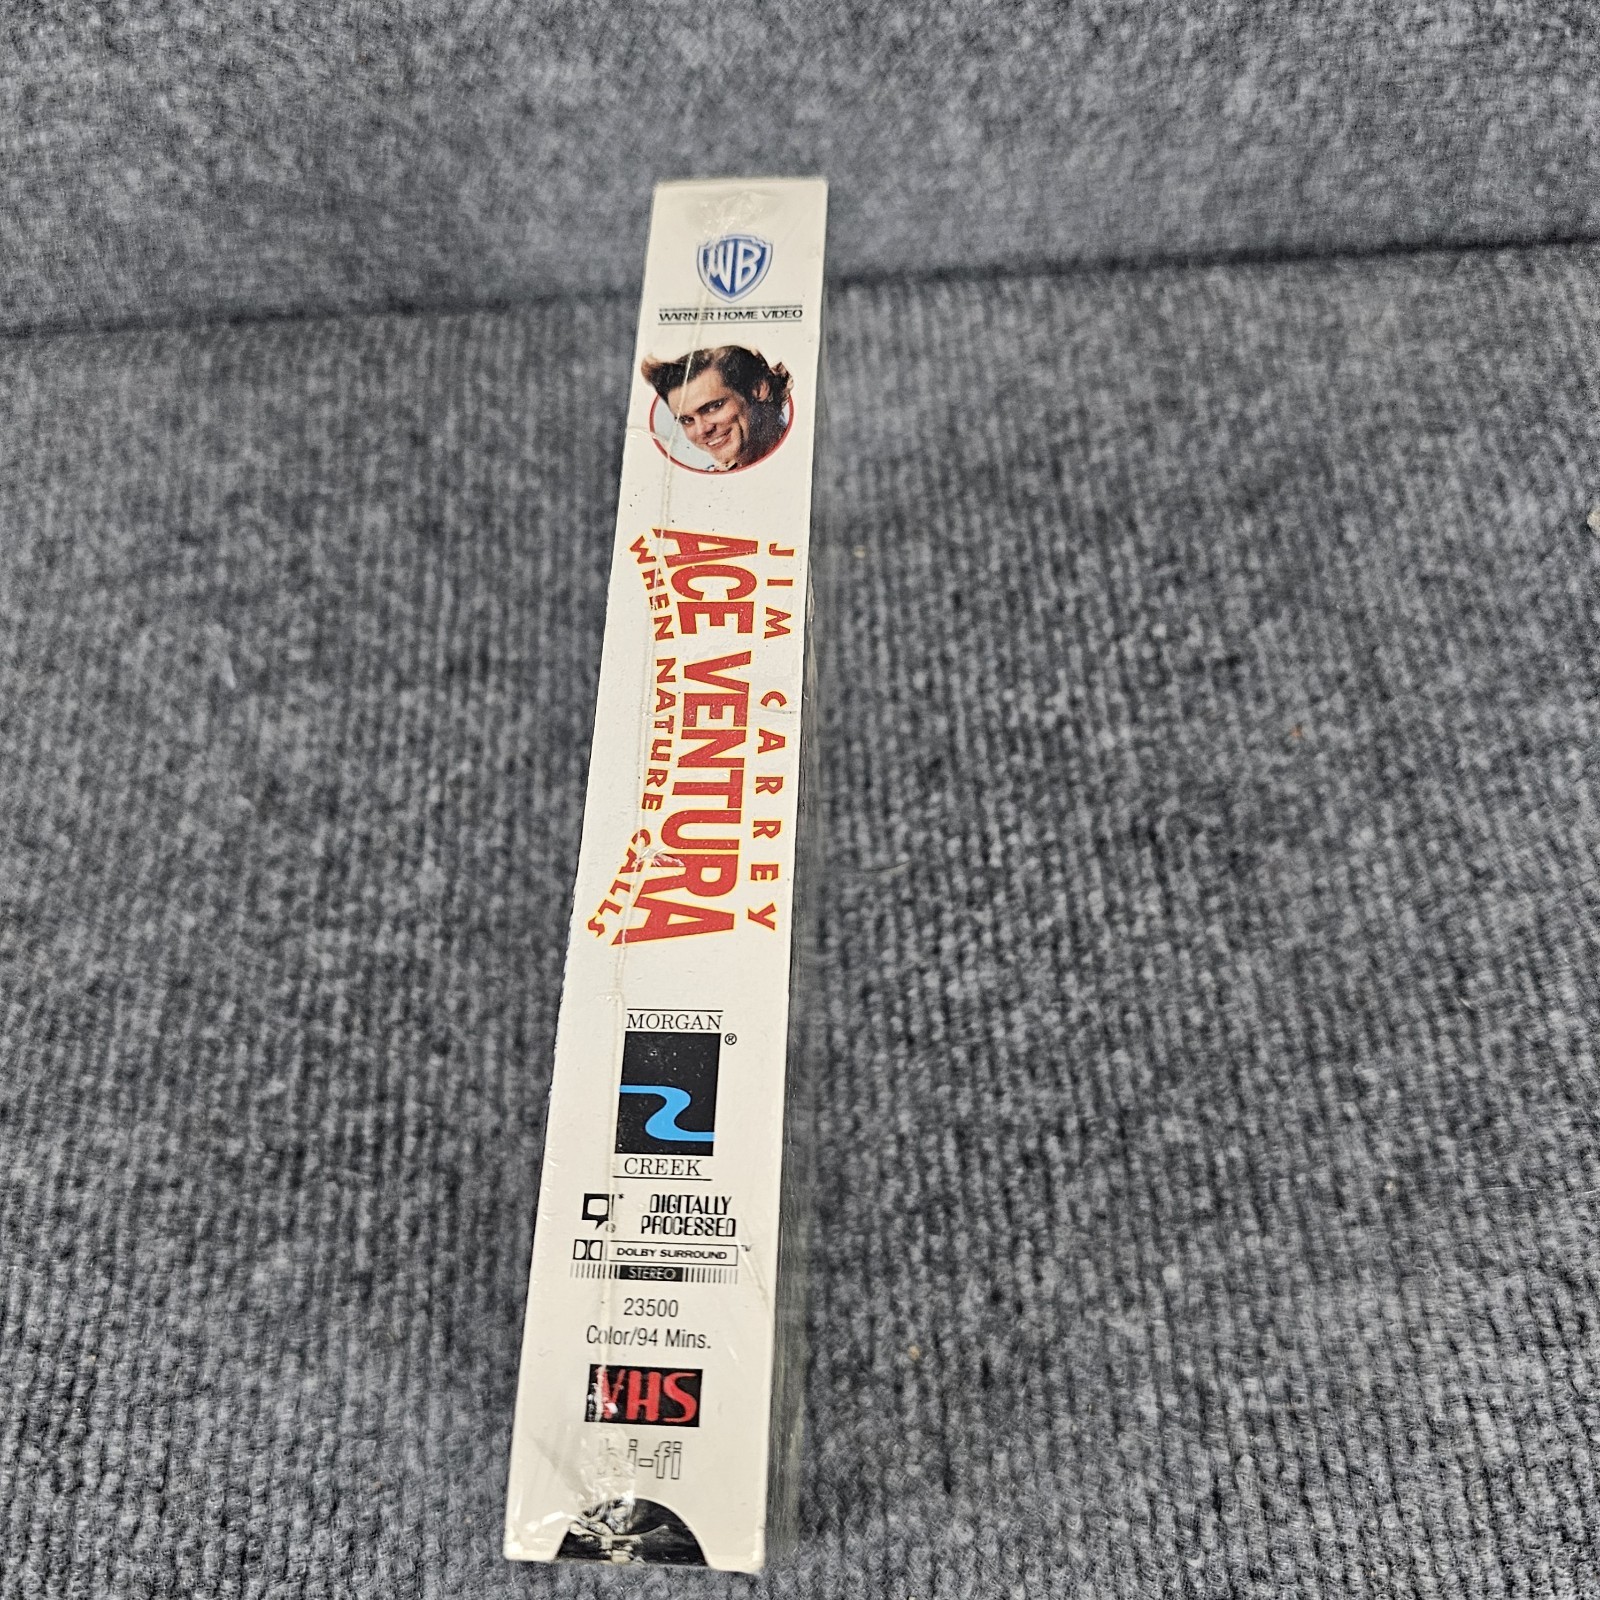 WB
WARNER HOME VIDEO
JIM CARREY
ACE VENTURA
WHEN NATURE CALLS
MORGAN
®
CREEK
DIGITALLY
PROCESSED
DOLBY SURROUND
STEREO
23500
Color/94 Mins.
VHS
hi-fi